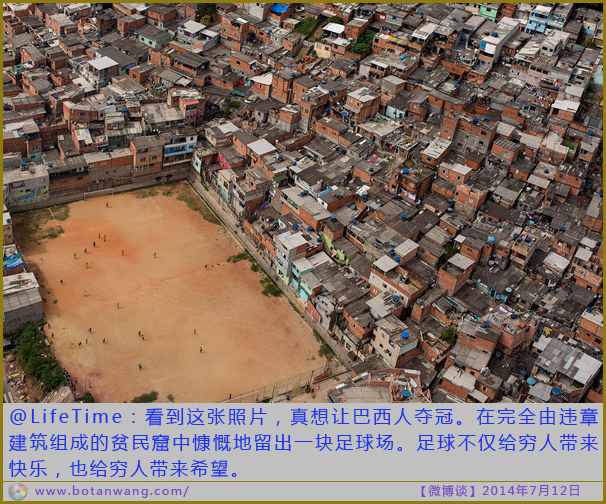 @LifeTime：看到这张照片，真想让巴西人夺冠。在完全由违章
建筑组成的贫民窟中慷慨地留出一块足球场。足球不仅给穷人带来
快乐，也给穷人带来希望。
www.botanwang.com/ 【微博谈】2014年7月12日